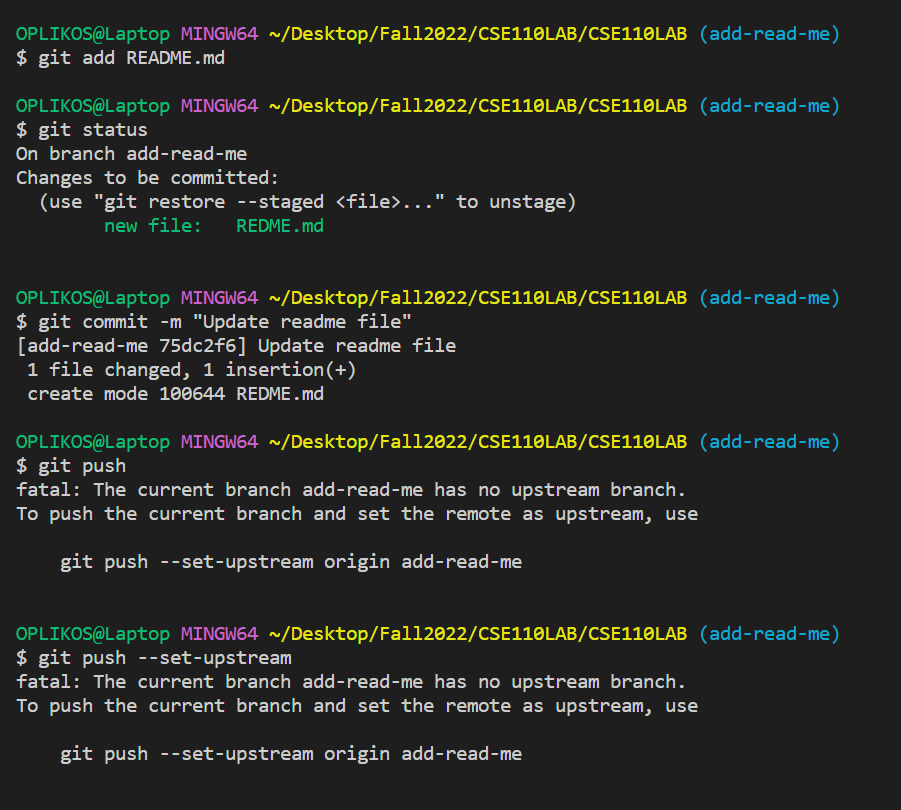 OPLIKOS@Laptop MINGW64 ~/Desktop/Fall2022/CSE110LAB/CSE110LAB (add-read-me)
$ git add README.md
OPLIKOS@Laptop MINGW64 ~/Desktop/Fall2022/CSE110LAB/CSE110LAB (add-read-me)
$ git status
On branch add-read-me
Changes to be committed:
  (use "git restore --staged <file>..." to unstage)
        new file:   REDME.md
OPLIKOS@Laptop MINGW64 ~/Desktop/Fall2022/CSE110LAB/CSE110LAB (add-read-me)
$ git commit -m "Update readme file"
[add-read-me 75dc2f6] Update readme file
 1 file changed, 1 insertion(+)
 create mode 100644 REDME.md
OPLIKOS@Laptop MINGW64 ~/Desktop/Fall2022/CSE110LAB/CSE110LAB (add-read-me)
$ git push
fatal: The current branch add-read-me has no upstream branch.
To push the current branch and set the remote as upstream, use
    git push --set-upstream origin add-read-me
OPLIKOS@Laptop MINGW64 ~/Desktop/Fall2022/CSE110LAB/CSE110LAB (add-read-me)
$ git push --set-upstream
fatal: The current branch add-read-me has no upstream branch.
To push the current branch and set the remote as upstream, use
    git push --set-upstream origin add-read-me